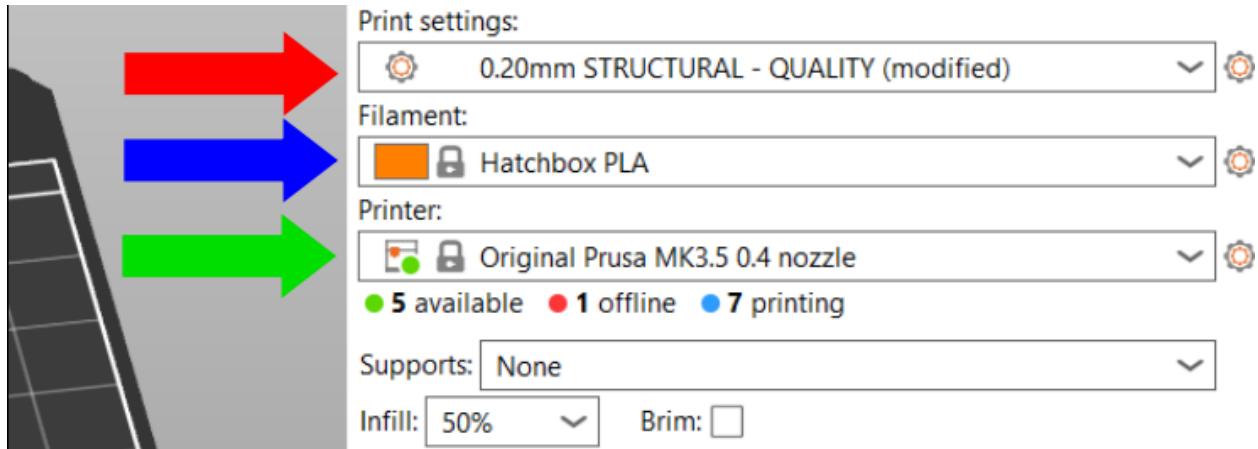 Print settings:
0.20mm STRUCTURAL - QUALITY (modified)
Filament:
Hatchbox PLA
Printer:
Original Prusa MK3.5 0.4 nozzle
5 available 1 offline 7 printing
Supports: None
Infill: 50% Brim: